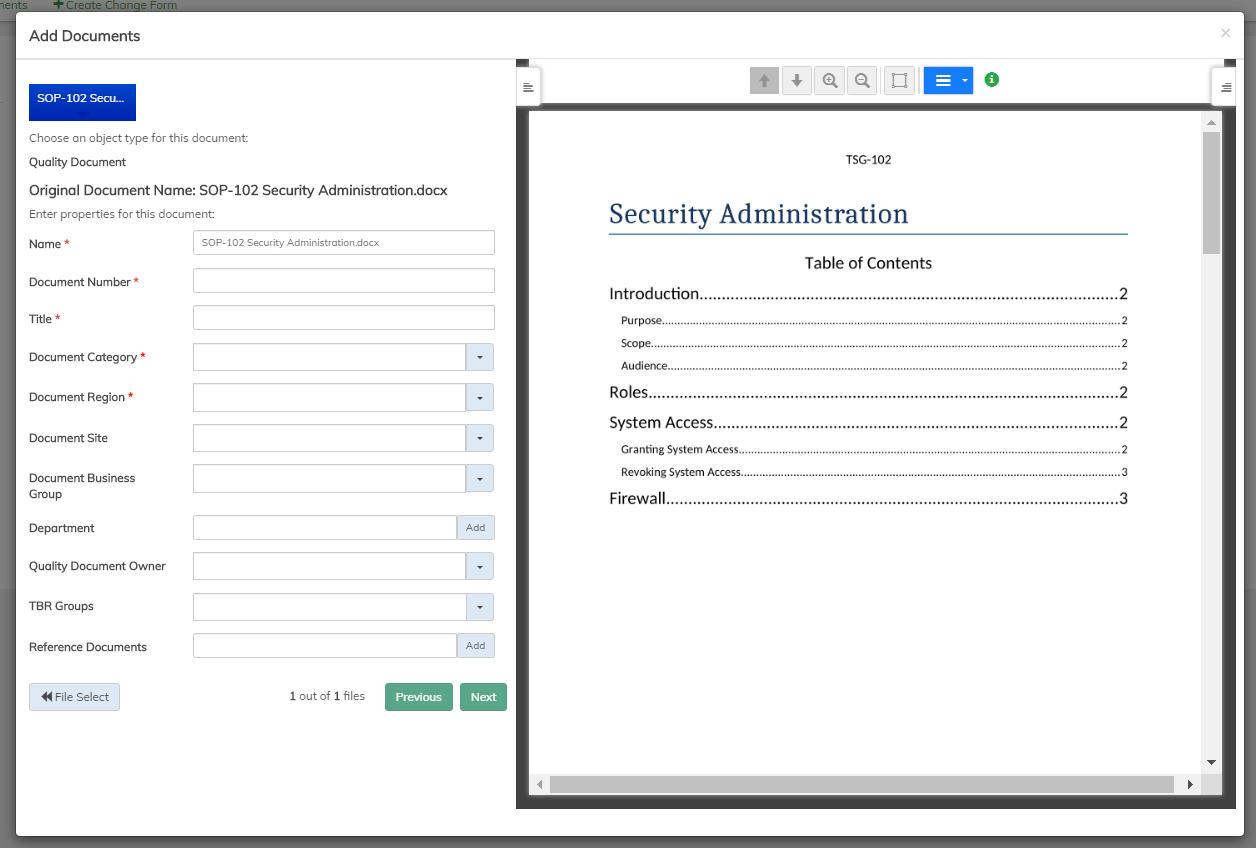 ments
Create Change Form
Add Documents
×
SOP-102 Secu...
Choose an object type for this document:
Quality Document
Original Document Name: SOP-102 Security Administration.docx
Enter properties for this document:
Name *
SOP-102 Security Administration.docx
Document Number *
Title *
Document Category *
Document Region *
Document Site
Document Business
Group
Department
Add
Quality Document Owner
TBR Groups
Reference Documents
Add
File Select
1 out of 1 files
Previous
Next
TSG-102
Security Administration
Table of Contents
Introduction....................2
Purpose....................2
Scope....................2
Audience....................2
Roles....................2
System Access....................2
Granting System Access....................2
Revoking System Access....................3
Firewall....................3